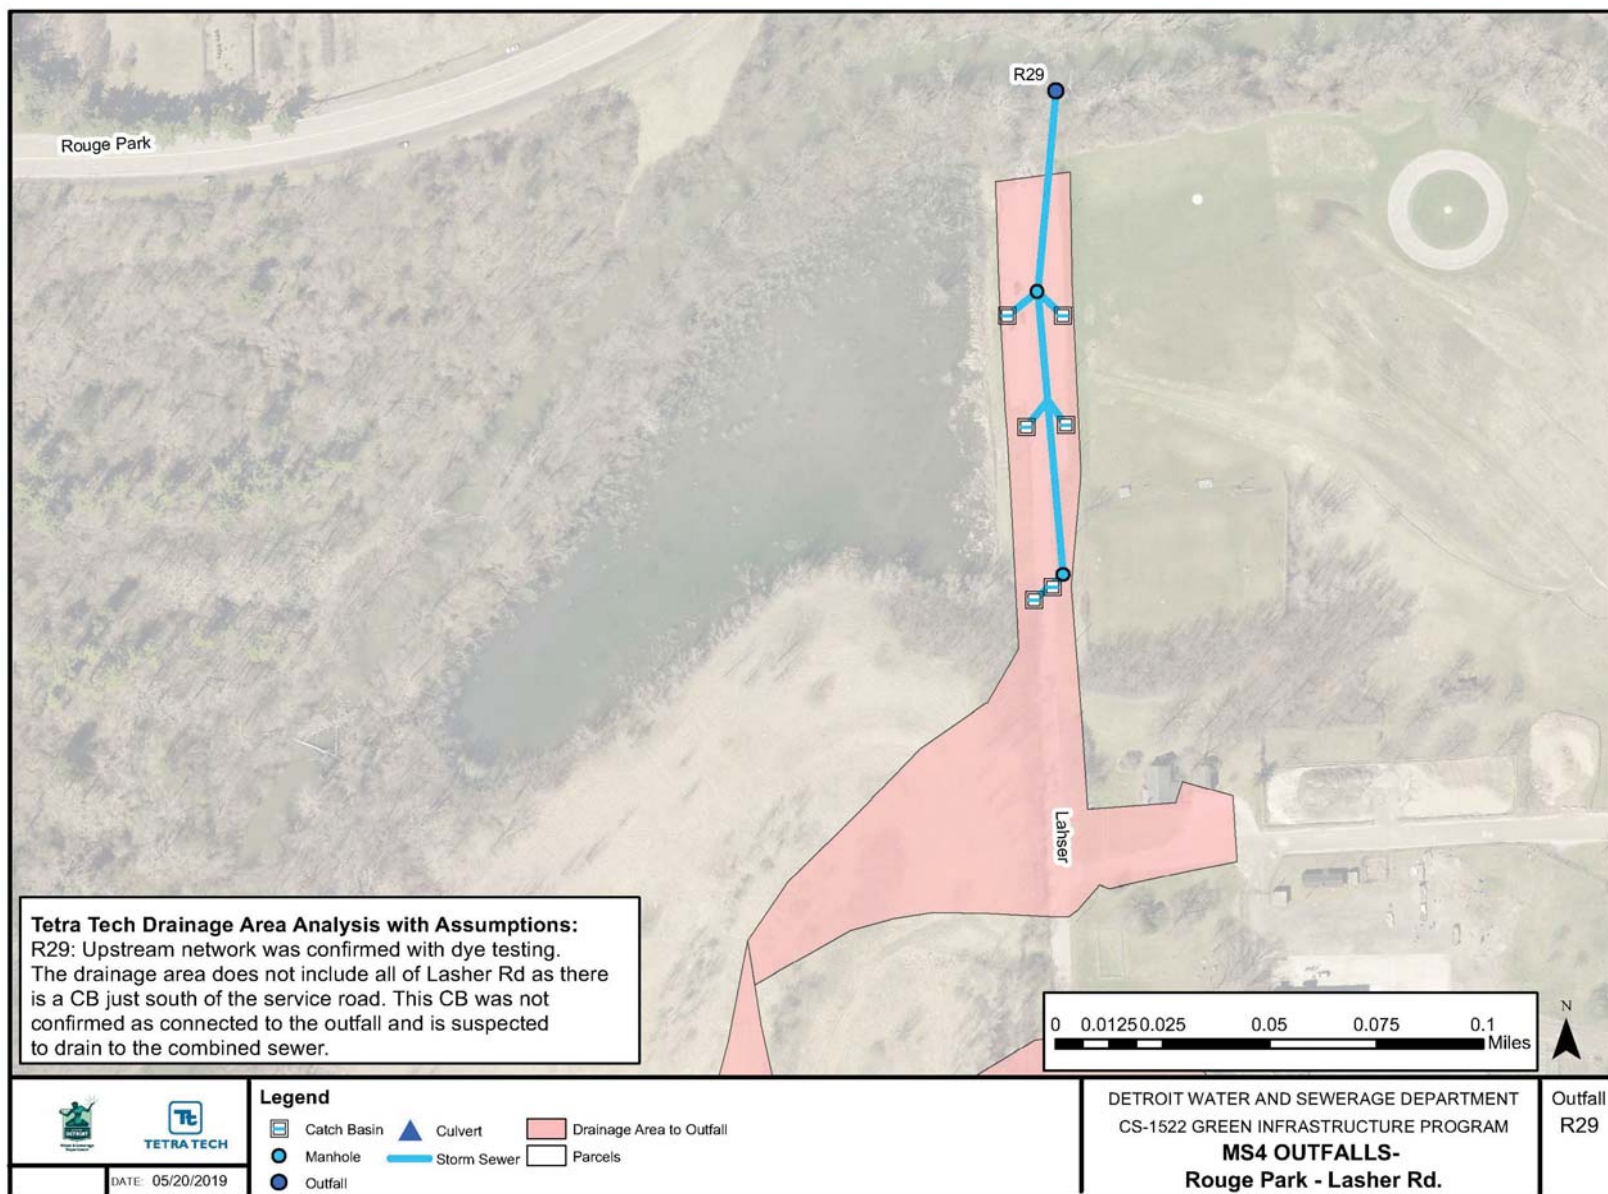 R29
Rouge Park
Lahser
Tetra Tech Drainage Area Analysis with Assumptions:
R29: Upstream network was confirmed with dye testing.
The drainage area does not include all of Lasher Rd as there
is a CB just south of the service road. This CB was not
confirmed as connected to the outfall and is suspected
to drain to the combined sewer.
0 0.0125 0.025 0.05 0.075 0.1
Miles
N
DETROIT
TETRA TECH
DATE: 05/20/2019
Legend
Catch Basin
Manhole
Outfall
Culvert
Storm Sewer
Drainage Area to Outfall
Parcels
DETROIT WATER AND SEWERAGE DEPARTMENT
CS-1522 GREEN INFRASTRUCTURE PROGRAM
MS4 OUTFALLS-
Rouge Park - Lasher Rd.
Outfall
R29